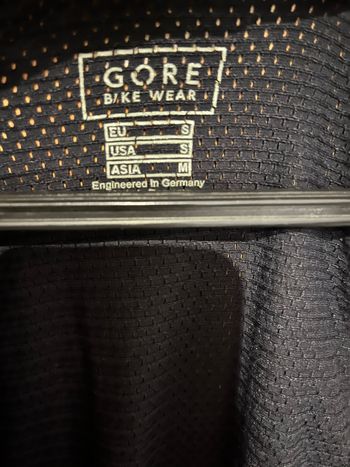 GORE
BIKE WEAR
EU S
USA S
ASIA M
Engineered in Germany